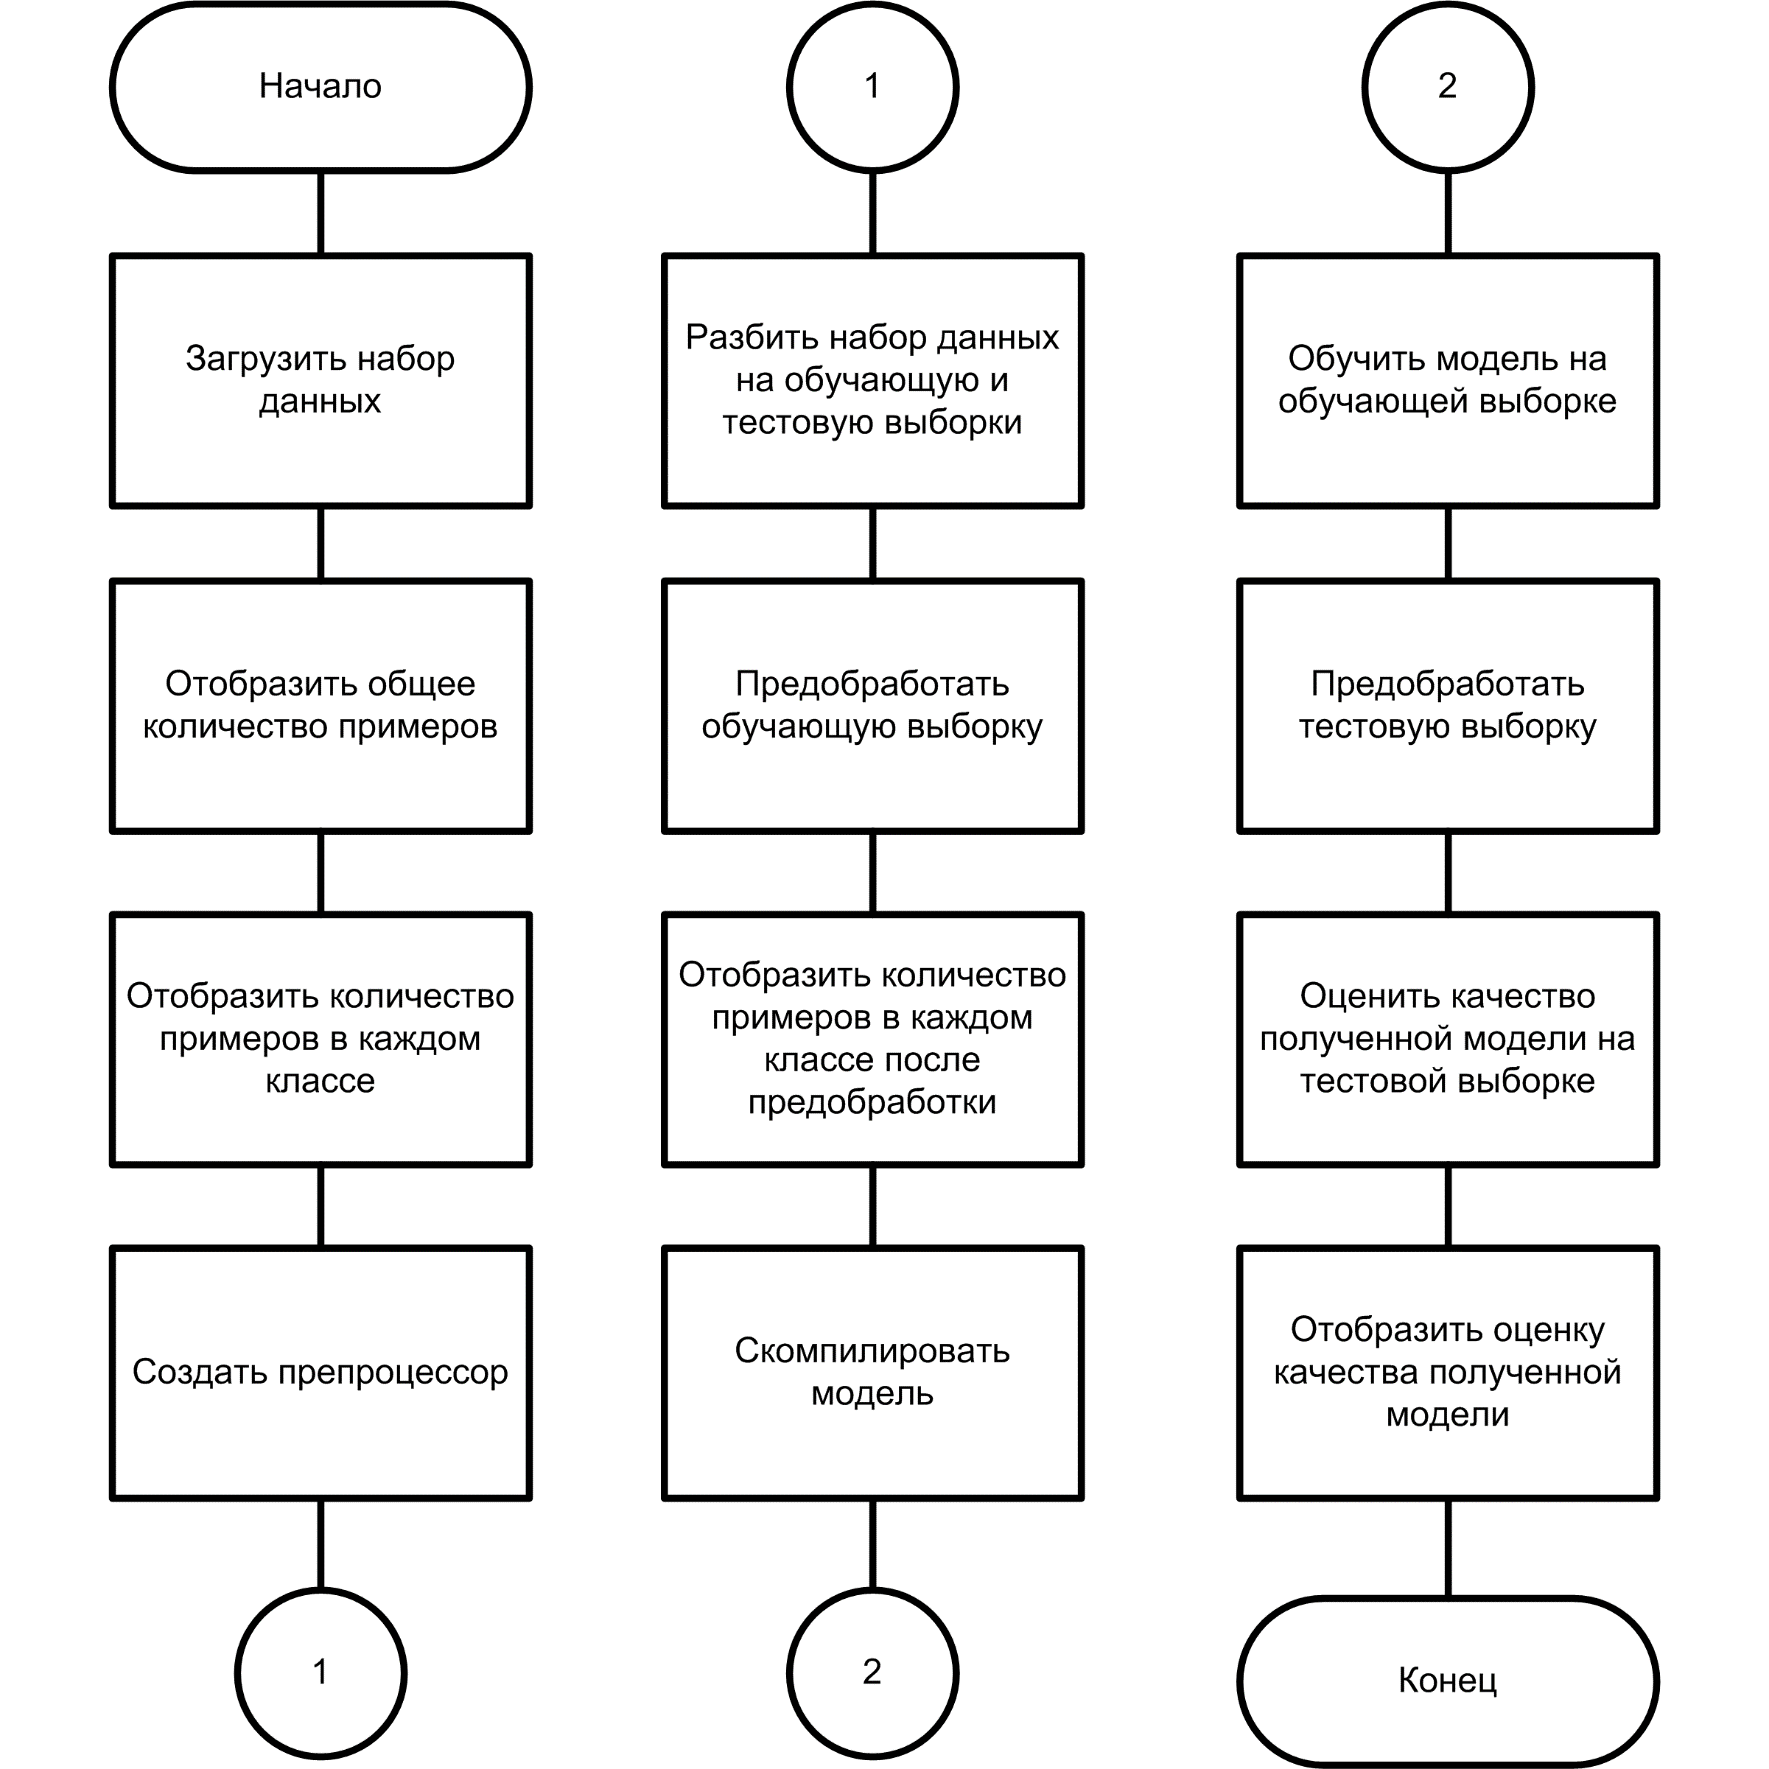 Начало
Загрузить набор
данных
Отобразить общее
количество примеров
Отобразить количество
примеров в каждом
классе
Создать препроцессор
1
1
Разбить набор данных
на обучающую и
тестовую выборки
Предобработать
обучающую выборку
Отобразить количество
примеров в каждом
классе после
предобработки
Скомпилировать
модель
2
2
Обучить модель на
обучающей выборке
Предобработать
тестовую выборку
Оценить качество
полученной модели на
тестовой выборке
Отобразить оценку
качества полученной
модели
Конец